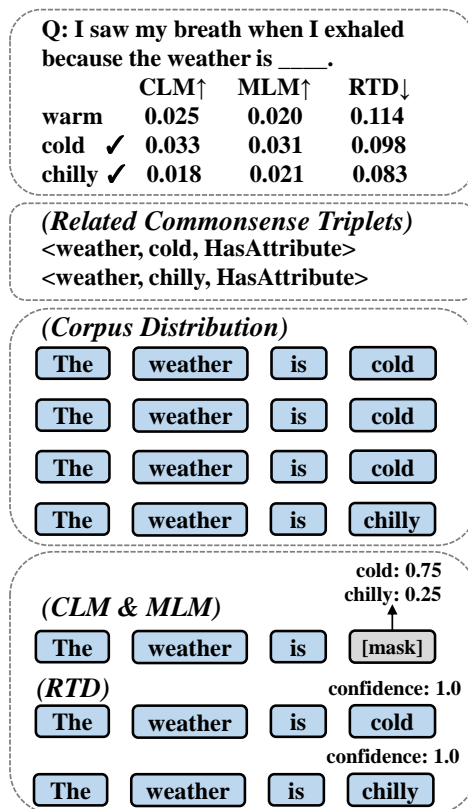 Q: I saw my breath when I exhaled
because the weather is ____.
CLM↑ MLM↑ RTD↓
warm 0.025 0.020 0.114
cold ✓ 0.033 0.031 0.098
chilly ✓ 0.018 0.021 0.083
(Related Commonsense Triplets)
<weather, cold, HasAttribute>
<weather, chilly, HasAttribute>
(Corpus Distribution)
The weather is cold
The weather is cold
The weather is cold
The weather is chilly
cold: 0.75
chilly: 0.25
(CLM & MLM)
The weather is [mask]
(RTD)
confidence: 1.0
The weather is cold
confidence: 1.0
The weather is chilly